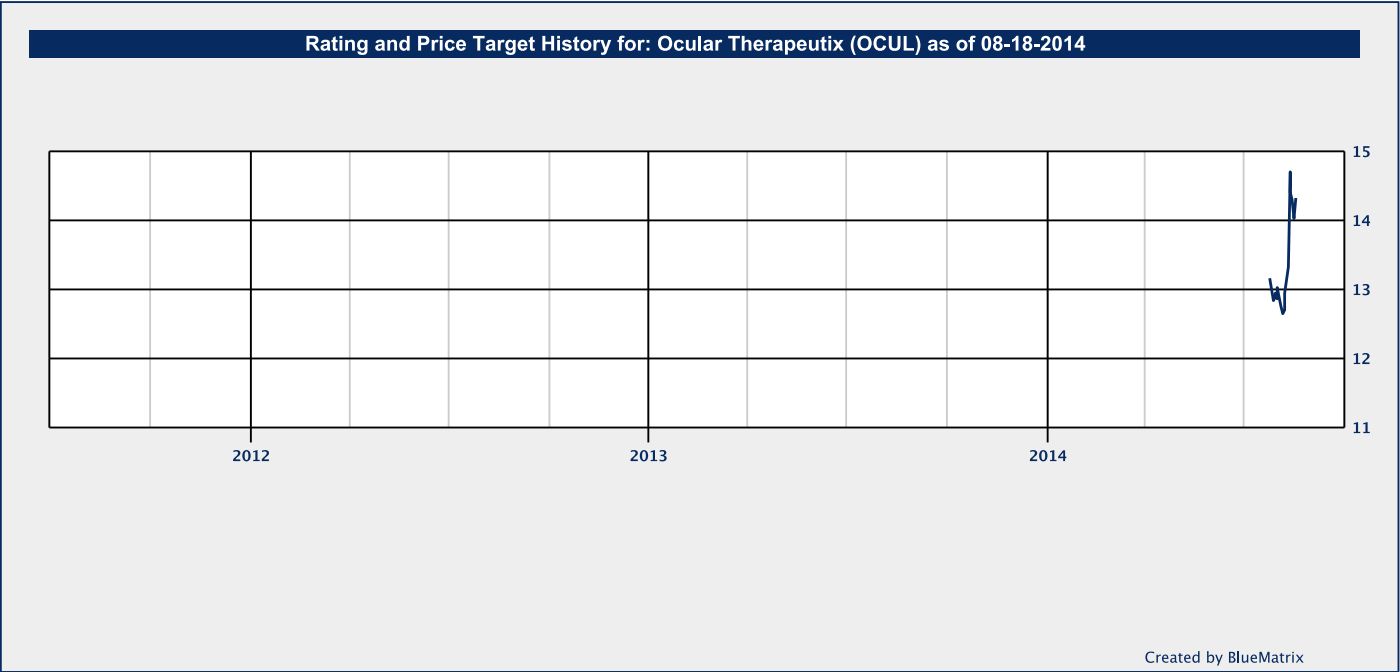 Rating and Price Target History for: Ocular Therapeutix (OCUL) as of 08-18-2014
15
14
13
12
11
2012 2013 2014
Created by BlueMatrix